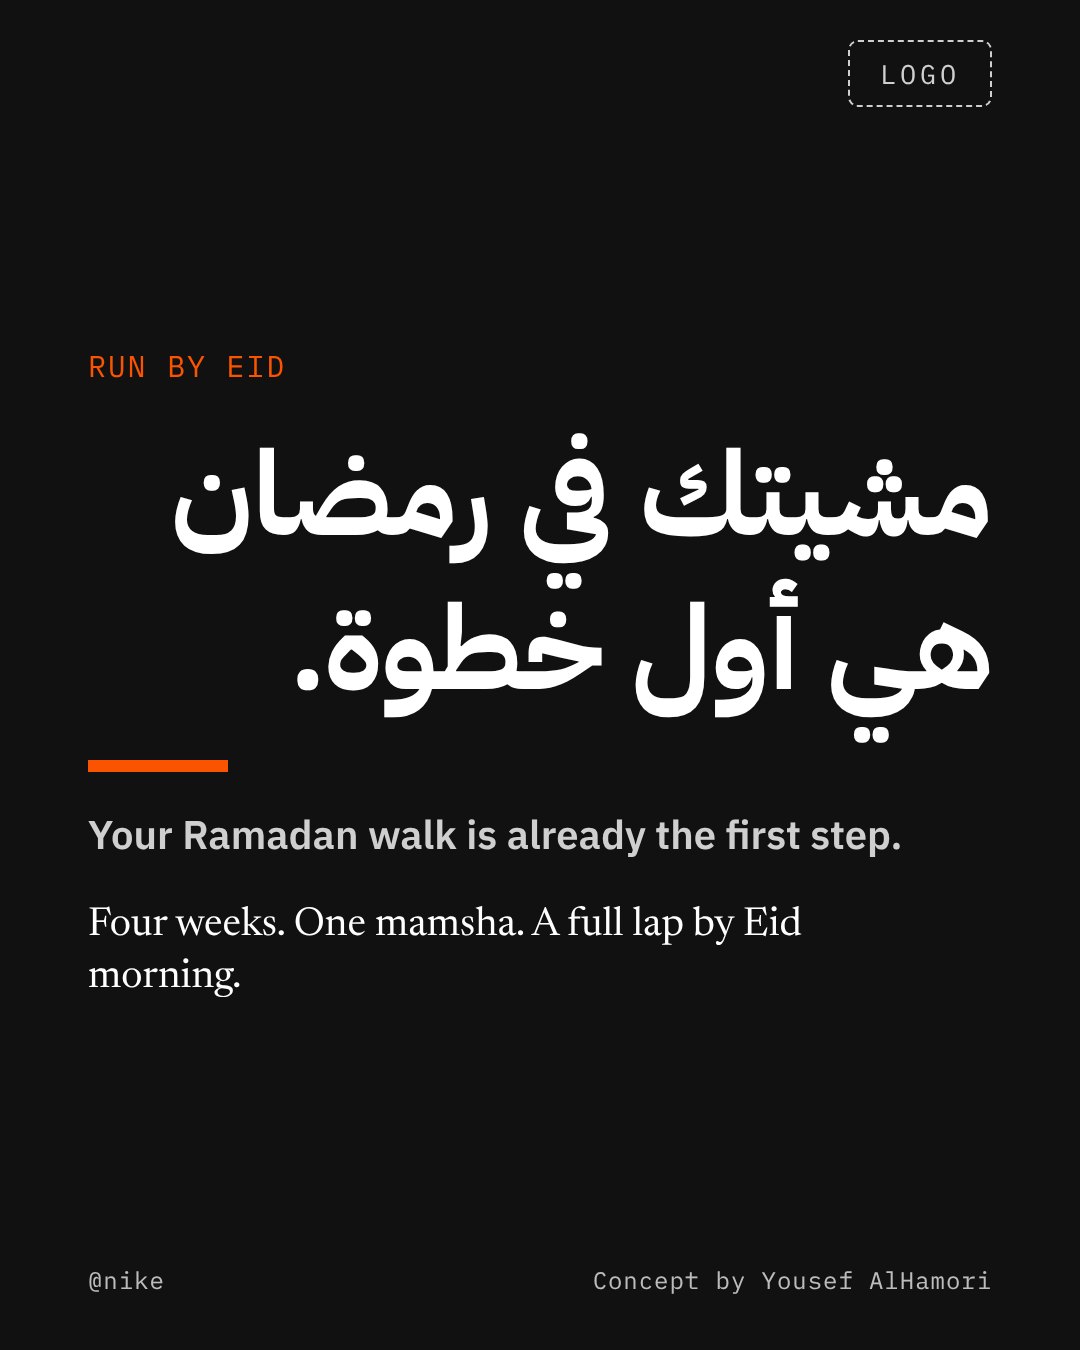 LOGO
RUN BY EID
مشيتك في رمضان
هي أول خطوة.
Your Ramadan walk is already the first step.
Four weeks. One mamsha. A full lap by Eid
morning.
@nike
Concept by Yousef AlHamori